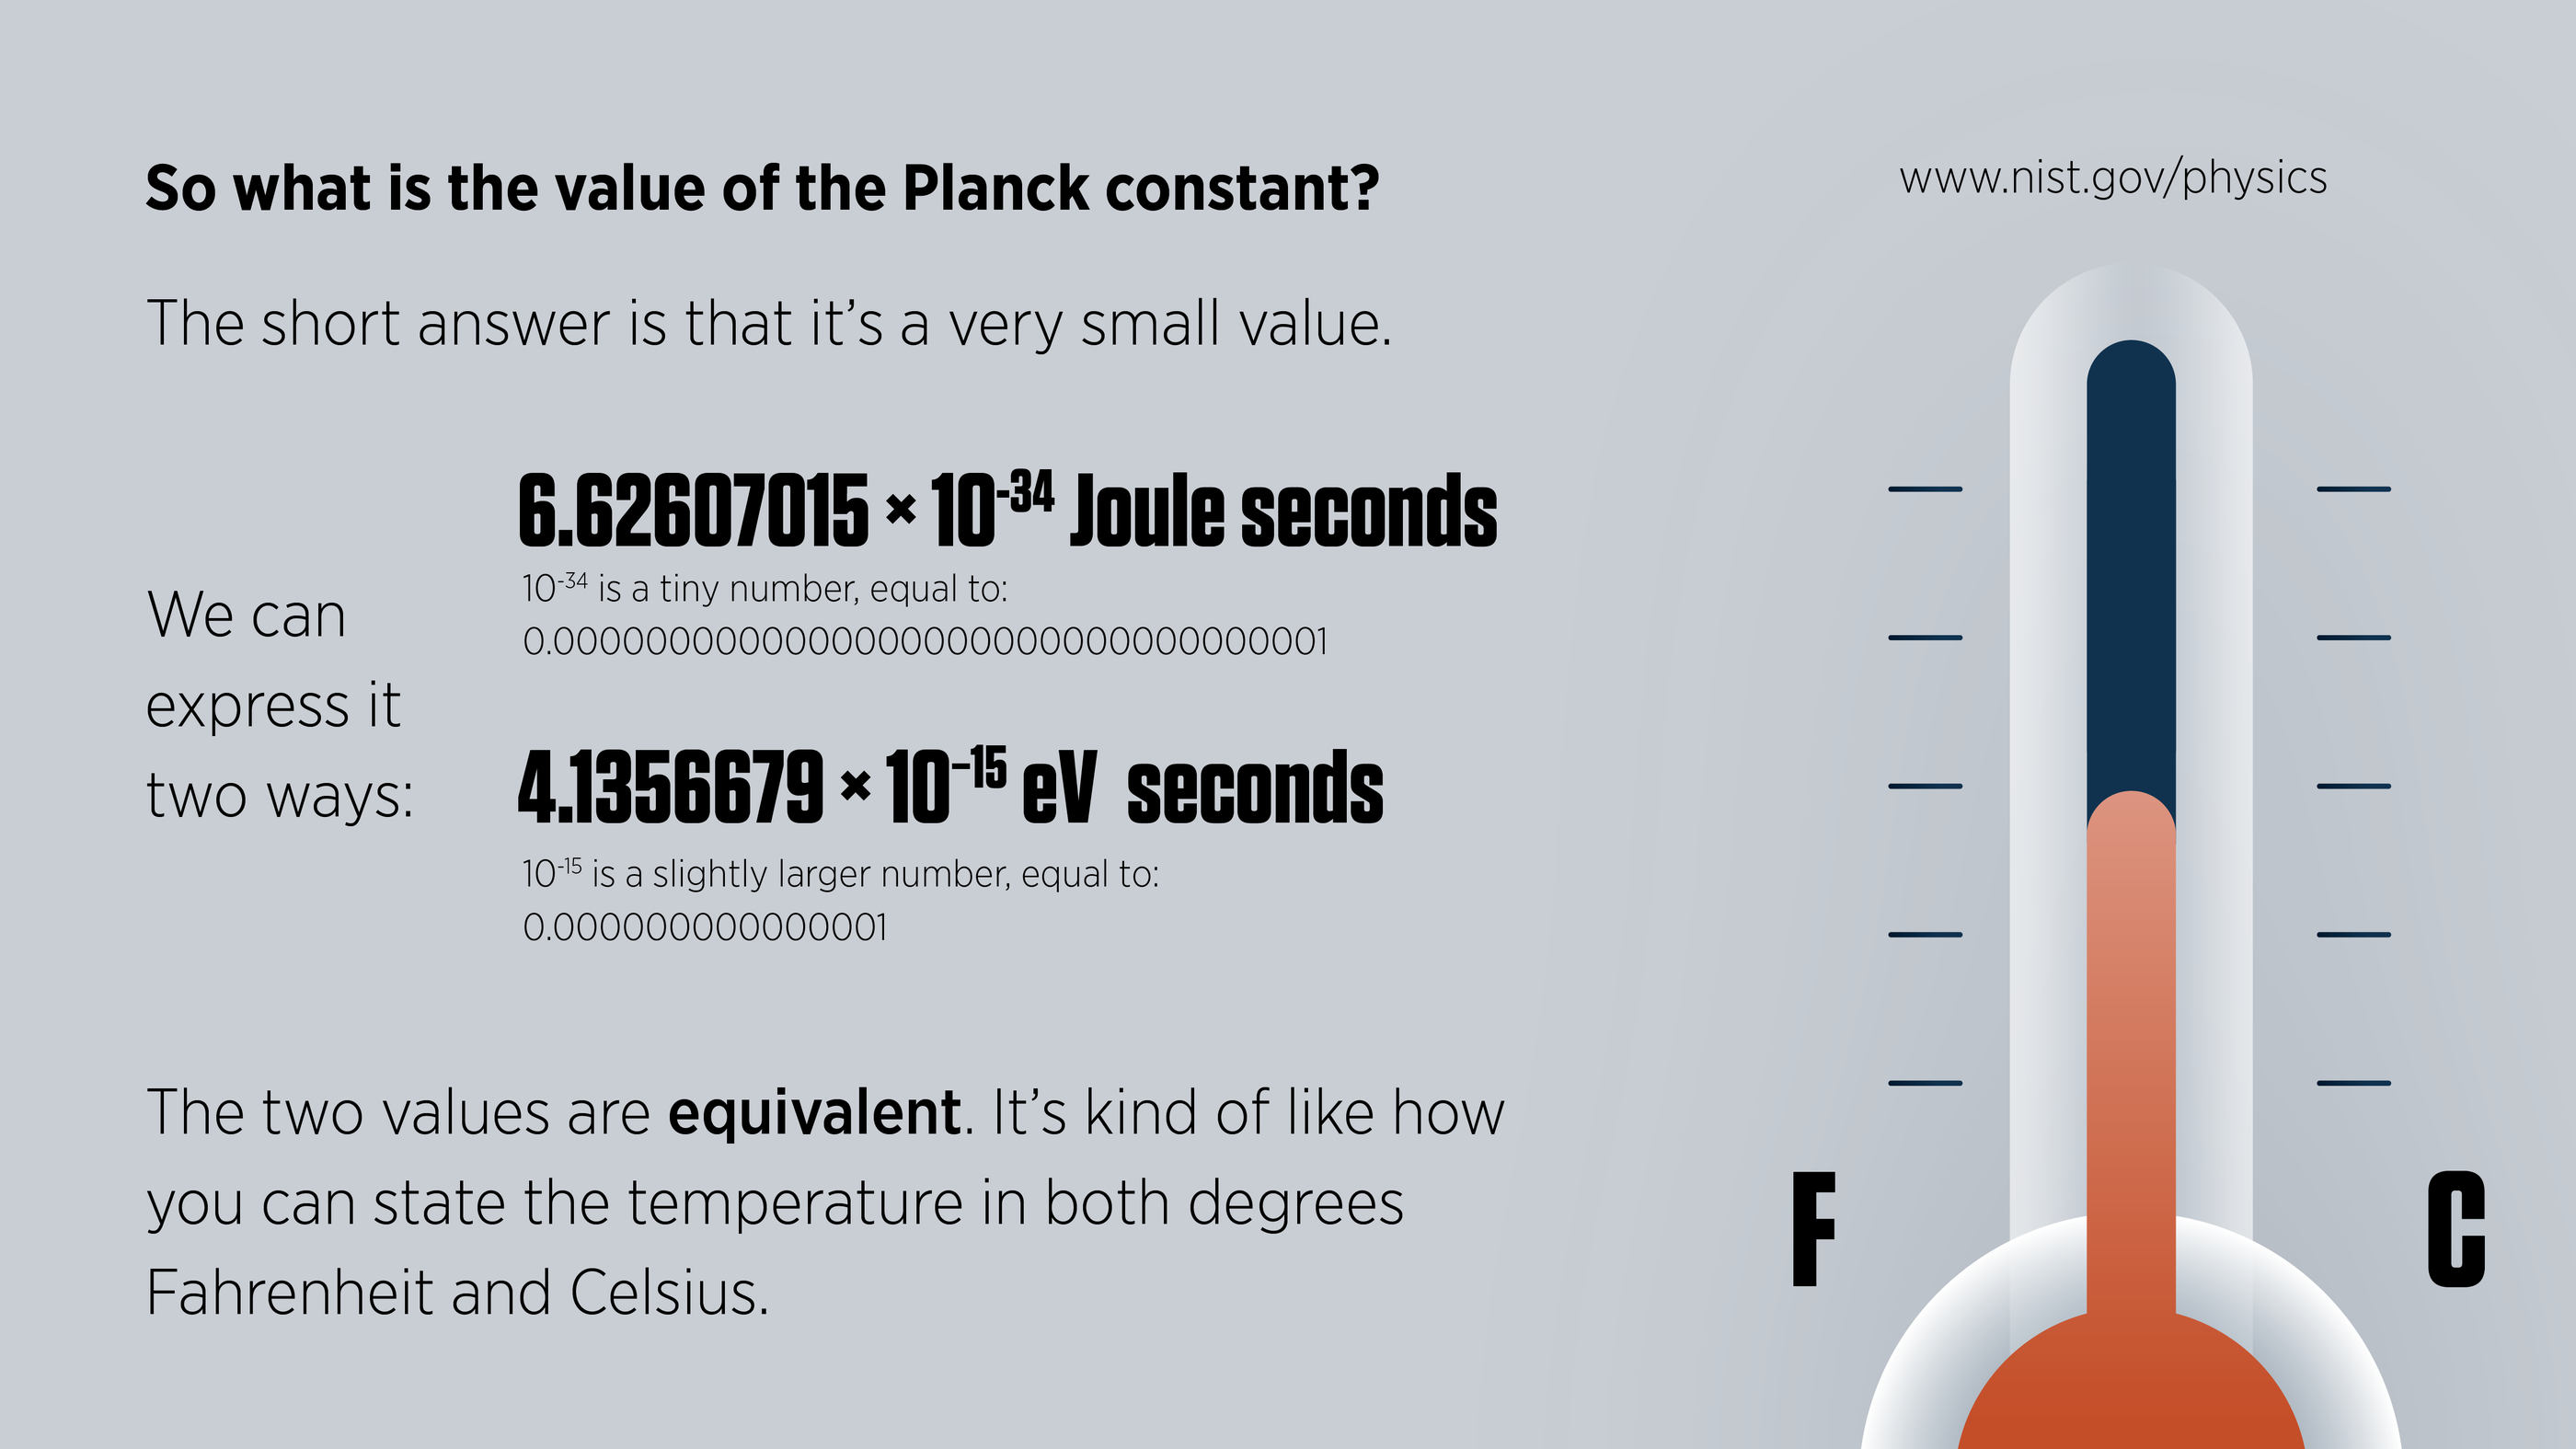 So what is the value of the Planck constant?
www.nist.gov/physics
The short answer is that it’s a very small value.
We can
express it
two ways:
6.62607015 × 10⁻³⁴ Joule seconds
10⁻³⁴ is a tiny number, equal to:
0.0000000000000000000000000000000001
4.1356679 × 10⁻¹⁵ eV seconds
10⁻¹⁵ is a slightly larger number, equal to:
0.000000000000001
The two values are equivalent. It’s kind of like how
you can state the temperature in both degrees
Fahrenheit and Celsius.
F
C